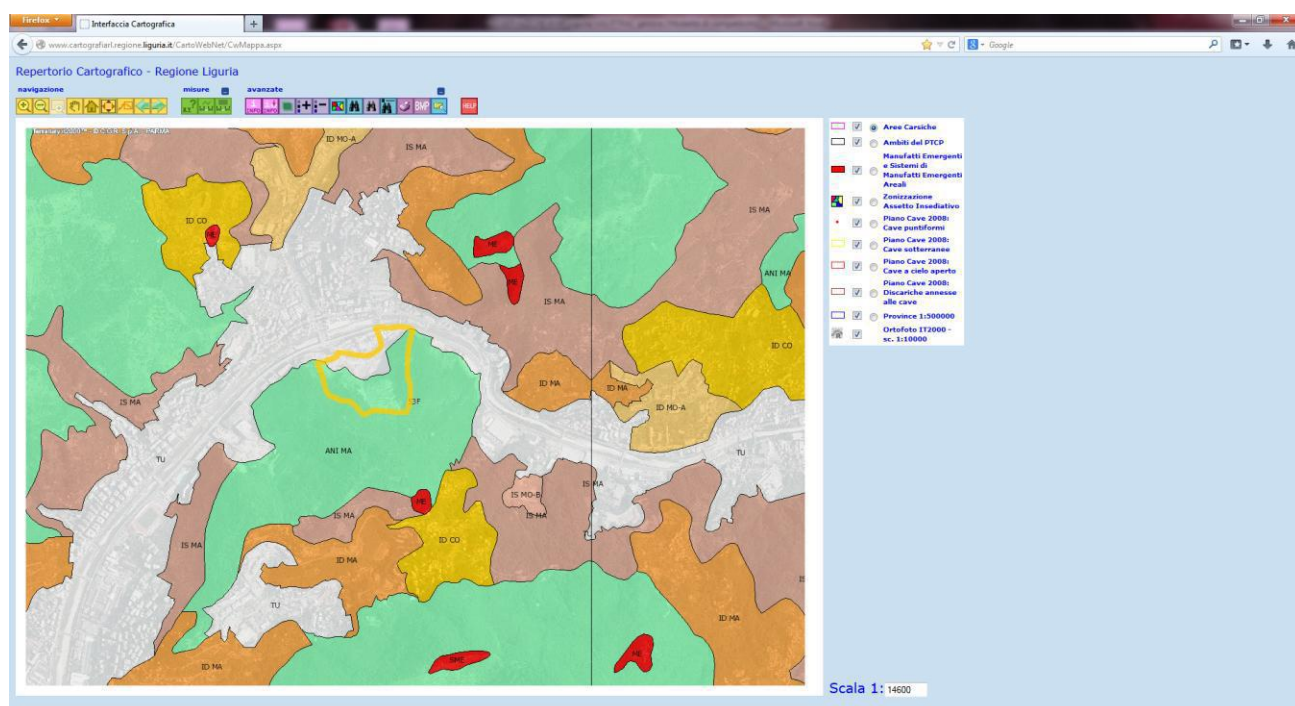 Firefox
Interfaccia Cartografica
www.cartografiarl.regione.liguria.it/CartoWebNet/CwMappa.aspx
Google
Repertorio Cartografico - Regione Liguria
navigazione
misure
avanzate
BMP
HELP
ID MO-A
IS MA
ID CO
ME
IS MA
ME
ME
ANI MA
IS MA
ID CO
ID MA
ID MA
ID MO-A
IS MA
TU
ANI MA
TU
IS MO-B
IS MA
ME
IS MA
IS MA
IS MA
ID CO
ID MA
TU
ID MA
ID MA
SME
ME
Aree Carsiche
Ambiti del PTCP
Manufatti Emergenti
e Sistemi di
Manufatti Emergenti
Areali
Zonizzazione
Assetto Insediativo
Piano Cave 2008:
Cave puntiformi
Piano Cave 2008:
Cave sotterranee
Piano Cave 2008:
Cave a cielo aperto
Piano Cave 2008:
Discariche annesse
alle cave
Province 1:500000
Ortofoto IT2000 -
sc. 1:10000
Scala 1: 14600